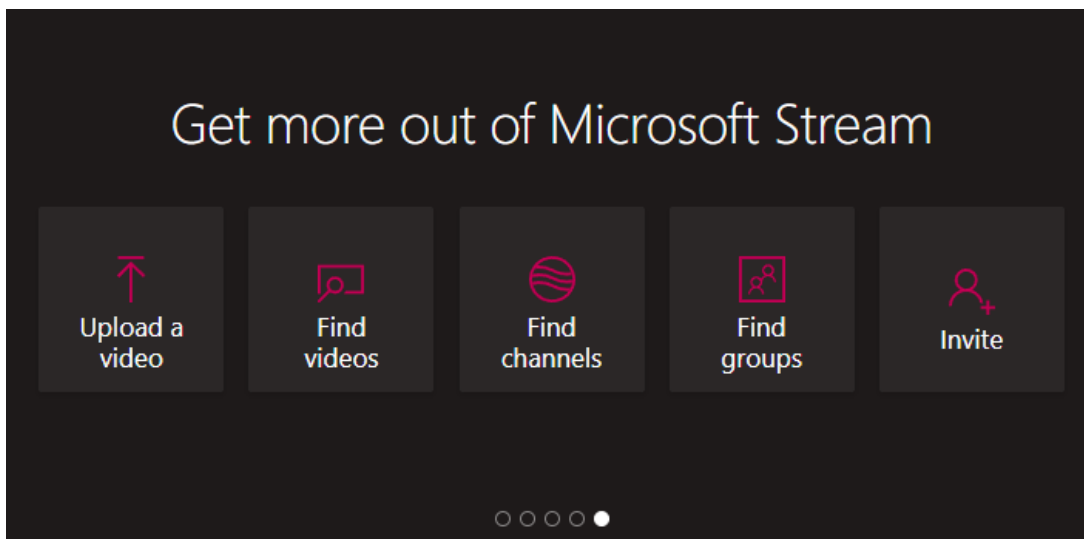 Get more out of Microsoft Stream
Upload a
video
Find
videos
Find
channels
Find
groups
Invite